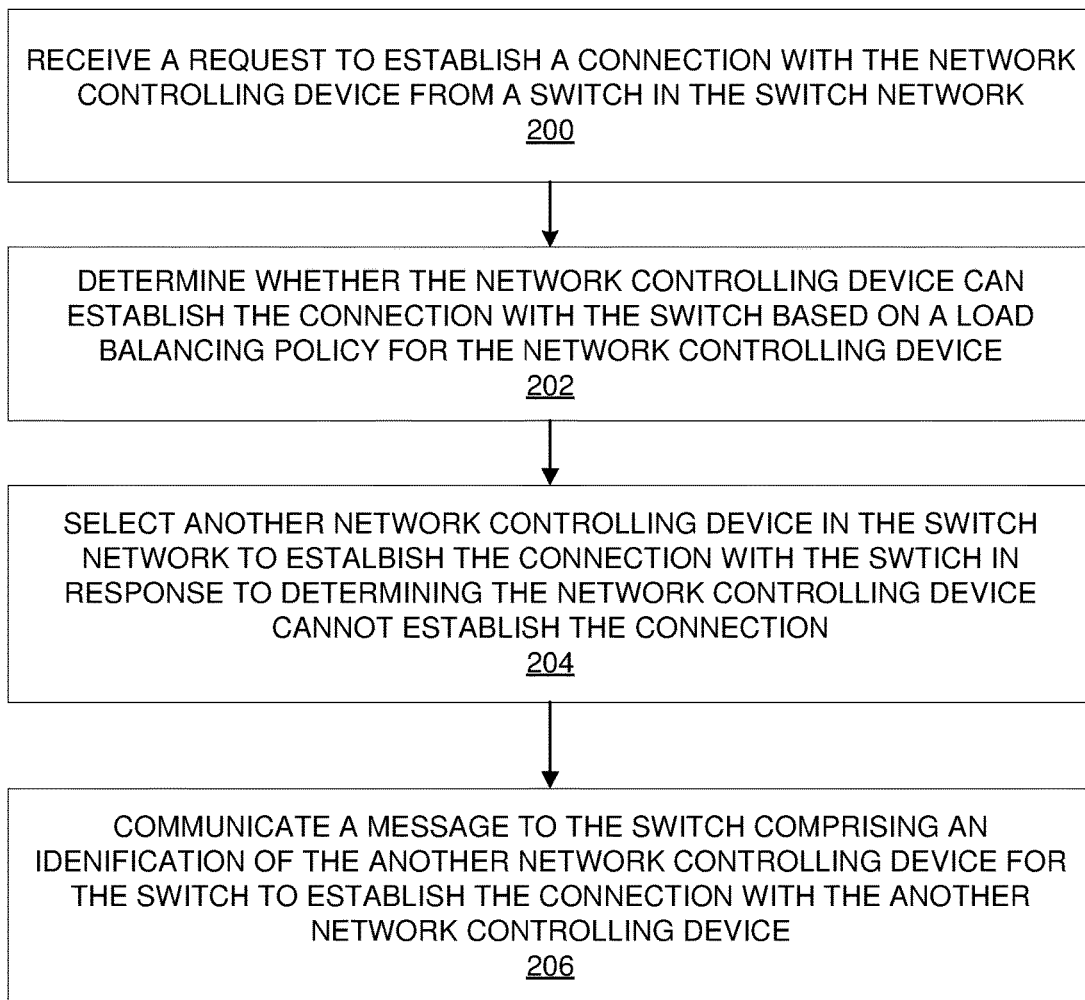 RECEIVE A REQUEST TO ESTABLISH A CONNECTION WITH THE NETWORK
CONTROLLING DEVICE FROM A SWITCH IN THE SWITCH NETWORK
200
DETERMINE WHETHER THE NETWORK CONTROLLING DEVICE CAN
ESTABLISH THE CONNECTION WITH THE SWITCH BASED ON A LOAD
BALANCING POLICY FOR THE NETWORK CONTROLLING DEVICE
202
SELECT ANOTHER NETWORK CONTROLLING DEVICE IN THE SWITCH
NETWORK TO ESTALBISH THE CONNECTION WITH THE SWTICH IN
RESPONSE TO DETERMINING THE NETWORK CONTROLLING DEVICE
CANNOT ESTABLISH THE CONNECTION
204
COMMUNICATE A MESSAGE TO THE SWITCH COMPRISING AN
IDENIFICATION OF THE ANOTHER NETWORK CONTROLLING DEVICE FOR
THE SWITCH TO ESTABLISH THE CONNECTION WITH THE ANOTHER
NETWORK CONTROLLING DEVICE
206